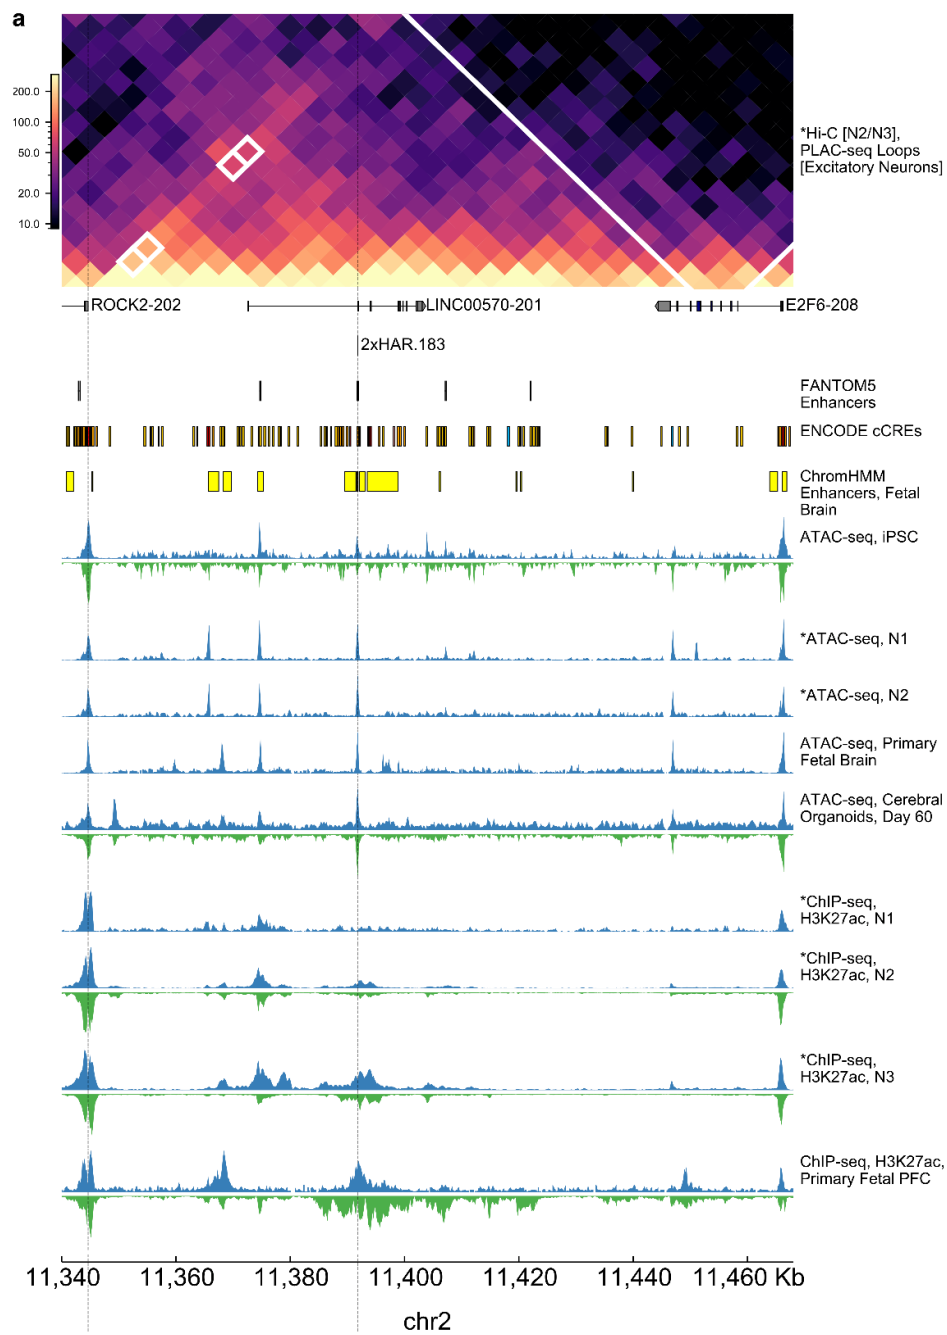 a
200.0
100.0
50.0
20.0
10.0
*Hi-C [N2/N3],
PLAC-seq Loops
[Excitatory Neurons]
ROCK2-202
LINC00570-201
E2F6-208
2xHAR.183
FANTOM5
Enhancers
ENCODE cCREs
ChromHMM
Enhancers, Fetal
Brain
ATAC-seq, iPSC
*ATAC-seq, N1
*ATAC-seq, N2
ATAC-seq, Primary
Fetal Brain
ATAC-seq, Cerebral
Organoids, Day 60
*ChIP-seq,
H3K27ac, N1
*ChIP-seq,
H3K27ac, N2
*ChIP-seq,
H3K27ac, N3
ChIP-seq, H3K27ac,
Primary Fetal PFC
11,340 11,360 11,380 11,400 11,420 11,440 11,460 Kb
chr2